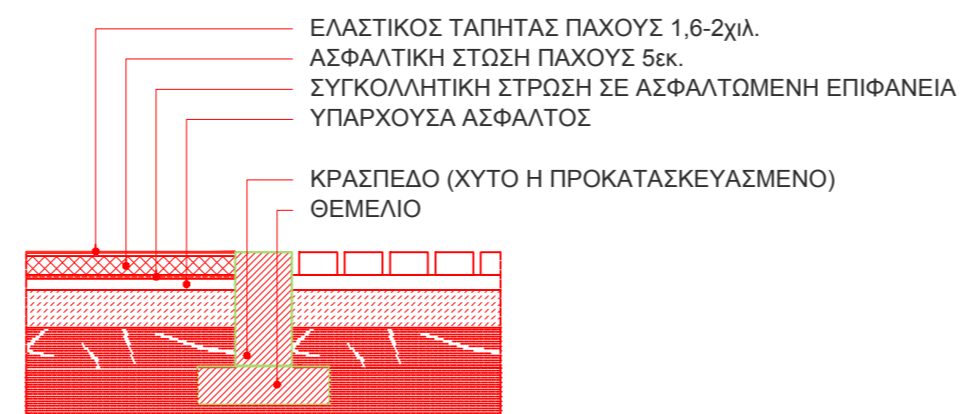 ΕΛΑΣΤΙΚΟΣ ΤΑΠΗΤΑΣ ΠΑΧΟΥΣ 1,6-2χιλ.
ΑΣΦΑΛΤΙΚΗ ΣΤΩΣΗ ΠΑΧΟΥΣ 5εκ.
ΣΥΓΚΟΛΛΗΤΙΚΗ ΣΤΡΩΣΗ ΣΕ ΑΣΦΑΛΤΩΜΕΝΗ ΕΠΙΦΑΝΕΙΑ
ΥΠΑΡΧΟΥΣΑ ΑΣΦΑΛΤΟΣ
ΚΡΑΣΠΕΔΟ (ΧΥΤΟ Η ΠΡΟΚΑΤΑΣΚΕΥΑΣΜΕΝΟ)
ΘΕΜΕΛΙΟ